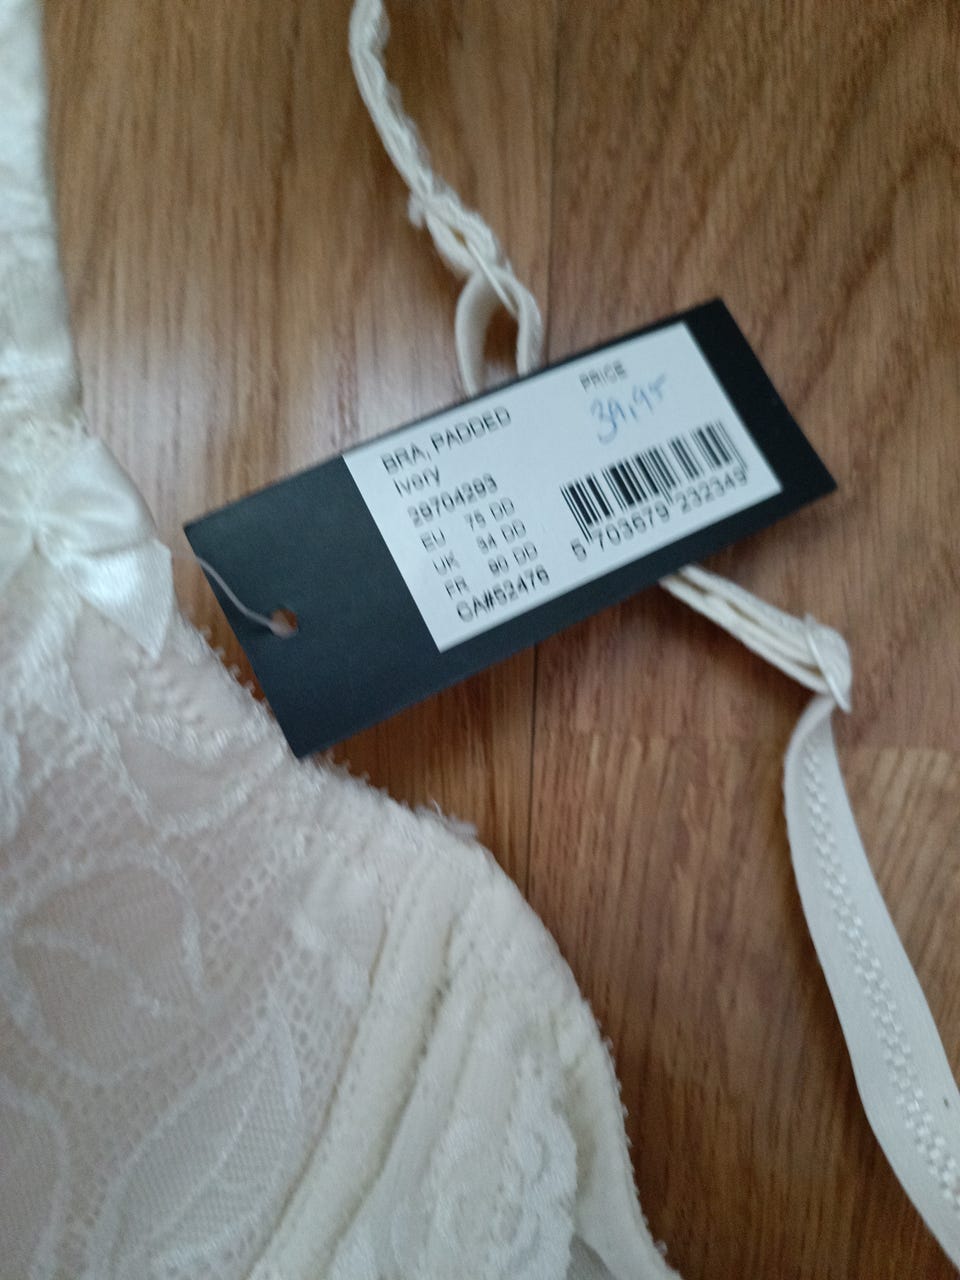 BRA, PADDED
Ivory
29704293
EU 75 DD
UK 34 DD
FR 90 DD
CA#52476
PRICE
39,95
5 703679 232349